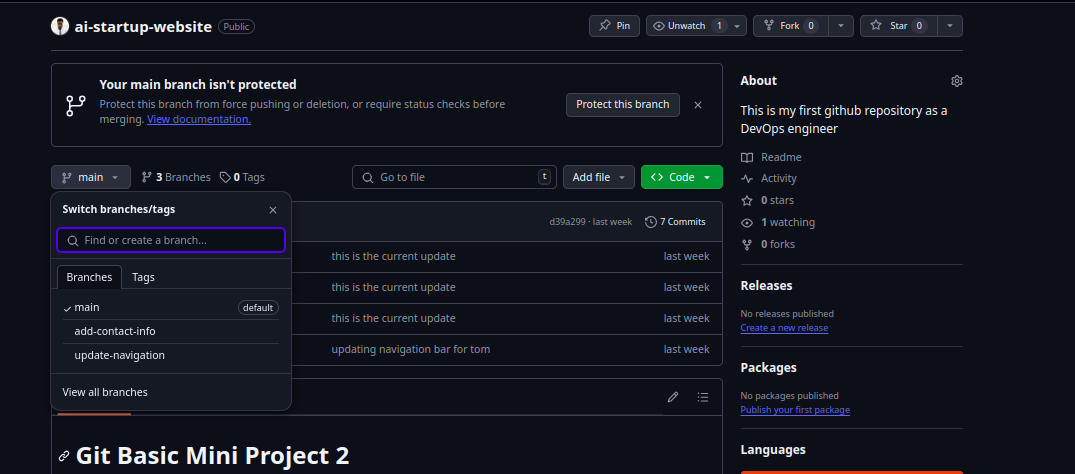 ai-startup-website Public
Pin
Unwatch 1
Fork 0
Star 0
Your main branch isn't protected
Protect this branch from force pushing or deletion, or require status checks before
merging. View documentation.
Protect this branch
main
3 Branches
0 Tags
Go to file
t
Add file
Code
Switch branches/tags
Find or create a branch...
Branches
Tags
main default
add-contact-info
update-navigation
View all branches
d39a299 · last week
7 Commits
this is the current update last week
this is the current update last week
this is the current update last week
updating navigation bar for tom last week
Git Basic Mini Project 2
About
This is my first github repository as a
DevOps engineer
Readme
Activity
0 stars
1 watching
0 forks
Releases
No releases published
Create a new release
Packages
No packages published
Publish your first package
Languages